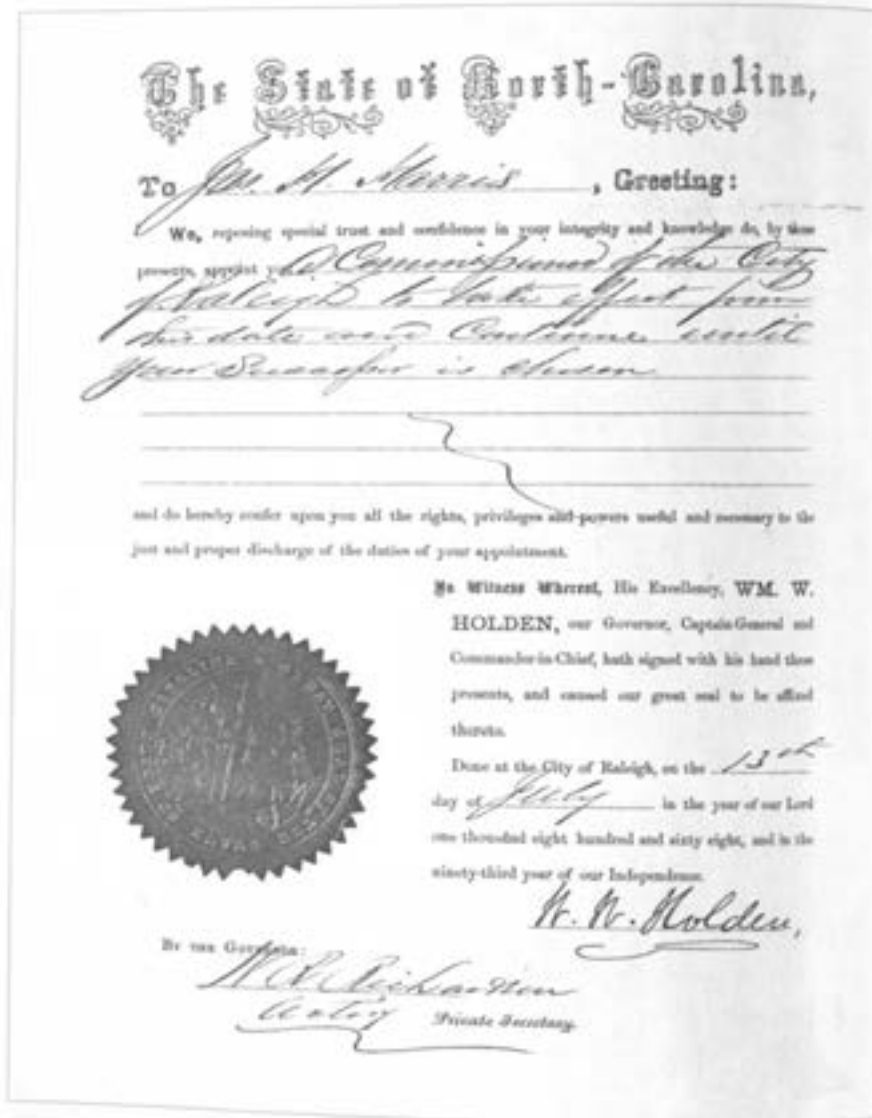 The State of North-Carolina,
To Jno. H. Morris, Greeting:
We, reposing special trust and confidence in your integrity and knowledge do, by these
presents, appoint you a Commissioner of the City
of Raleigh to take effect from
this date and Continue until
your Successor is chosen
and do hereby confer upon you all the rights, privileges and powers useful and necessary to the
just and proper discharge of the duties of your appointment.
In Witness Whereof, His Excellency, WM. W.
HOLDEN, our Governor, Captain-General and
Commander-in-Chief, hath signed with his hand these
presents, and caused our great seal to be affixed
thereto.
Done at the City of Raleigh, on the 13th
day of July in the year of our Lord
one thousand eight hundred and sixty eight, and in the
ninety-third year of our Independence.
W. W. Holden,
BY THE GOVERNOR:
Richardson
Private Secretary.